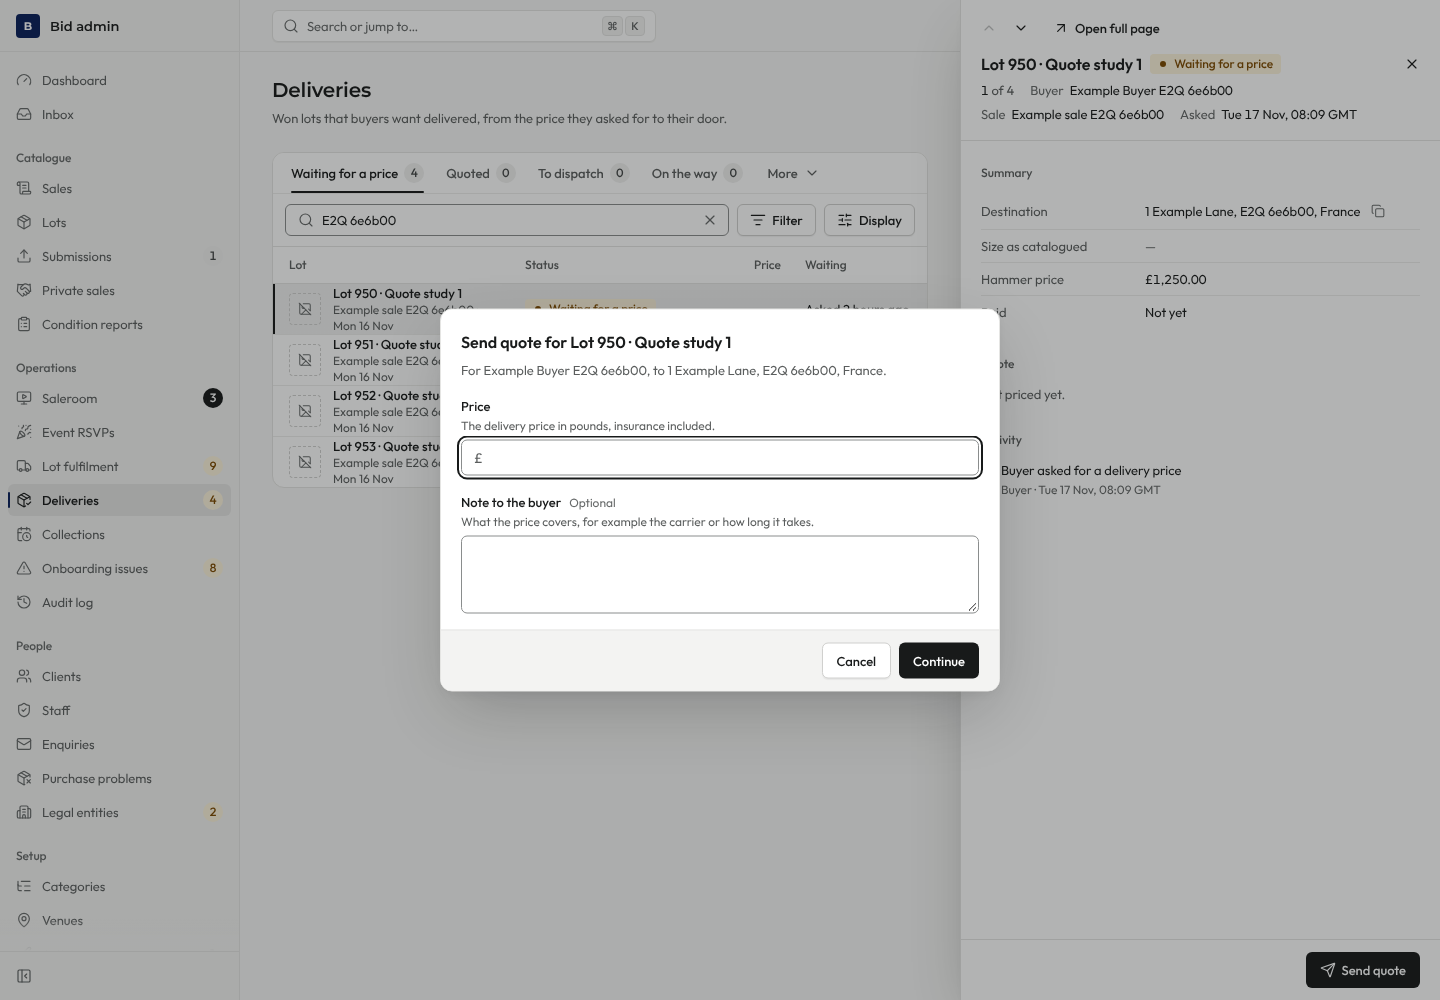 B Bid admin
Search or jump to... ⌘ K
Dashboard
Inbox
Catalogue
Sales
Lots
Submissions 1
Private sales
Condition reports
Operations
Saleroom 3
Event RSVPs
Lot fulfilment 9
Deliveries 4
Collections
Onboarding issues 8
Audit log
People
Clients
Staff
Enquiries
Purchase problems
Legal entities 2
Setup
Categories
Venues
Deliveries
Won lots that buyers want delivered, from the price they asked for to their door.
Waiting for a price 4 Quoted 0 To dispatch 0 On the way 0 More
E2Q 6e6b00 Filter Display
Lot Status Price Waiting
Lot 950 · Quote study 1
Example sale E2Q 6e6b00
Mon 16 Nov
Waiting for a price
Asked 2 hours ago
Lot 951 · Quote
Example sale E2Q
Mon 16 Nov
Lot 952 · Quote
Example sale E2Q
Mon 16 Nov
Lot 953 · Quote
Example sale E2Q
Mon 16 Nov
Send quote for Lot 950 · Quote study 1
For Example Buyer E2Q 6e6b00, to 1 Example Lane, E2Q 6e6b00, France.
Price
The delivery price in pounds, insurance included.
£
Note to the buyer Optional
What the price covers, for example the carrier or how long it takes.
Cancel Continue
Open full page
Lot 950 · Quote study 1 Waiting for a price
1 of 4 Buyer Example Buyer E2Q 6e6b00
Sale Example sale E2Q 6e6b00 Asked Tue 17 Nov, 08:09 GMT
Summary
Destination 1 Example Lane, E2Q 6e6b00, France
Size as catalogued —
Hammer price £1,250.00
Not yet
priced yet.
Buyer asked for a delivery price
Buyer · Tue 17 Nov, 08:09 GMT
Send quote